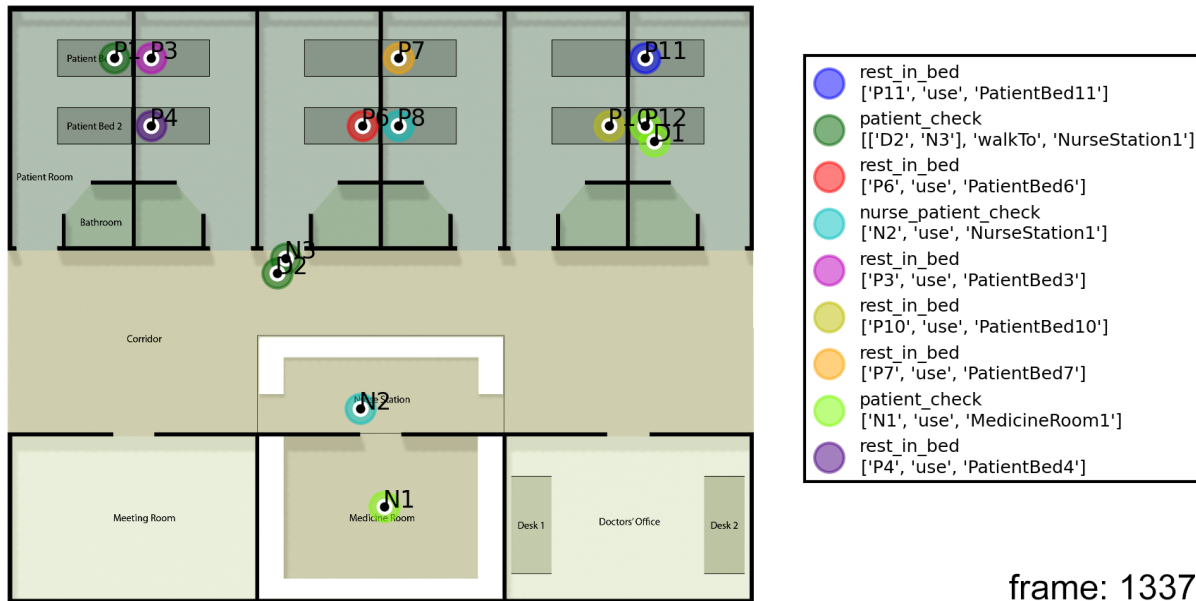 P1
P3
P7
P11
Patient B
Patient Bed 2
P4
P6
P8
P10
P12
D1
Patient Room
Bathroom
N3
D2
Corridor
N2
Station
N1
Meeting Room
Medicine Room
Desk 1
Doctors' Office
Desk 2
rest_in_bed
['P11', 'use', 'PatientBed11']
patient_check
[['D2', 'N3'], 'walkTo', 'NurseStation1']
rest_in_bed
['P6', 'use', 'PatientBed6']
nurse_patient_check
['N2', 'use', 'NurseStation1']
rest_in_bed
['P3', 'use', 'PatientBed3']
rest_in_bed
['P10', 'use', 'PatientBed10']
rest_in_bed
['P7', 'use', 'PatientBed7']
patient_check
['N1', 'use', 'MedicineRoom1']
rest_in_bed
['P4', 'use', 'PatientBed4']
frame: 1337